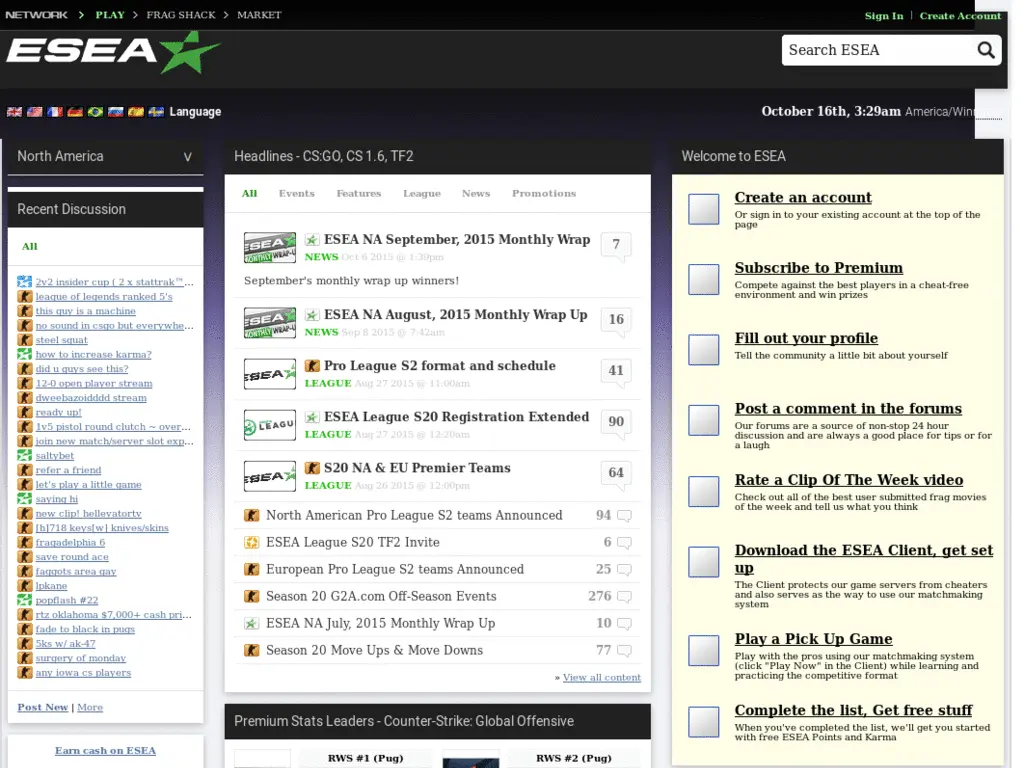 NETWORK > PLAY > FRAG SHACK > MARKET
Sign In | Create Account
ESEA
Search ESEA
Language
October 16th, 3:29am America/Winn
North America V
Recent Discussion
All
2v2 insider cup ( 2 x stattrak™...
league of legends ranked 5's
this guy is a machine
no sound in csgo but everywhe...
steel squat
how to increase karma?
did u guys see this?
12-0 open player stream
dweebazoidddd stream
ready up!
1v5 pistol round clutch ~ over...
join new match/server slot exp...
saltybet
refer a friend
let's play a little game
saying hi
new clip! hellevatortv
[h]718 keys[w] knives/skins
fragadelphia 6
save round ace
faggots area gay
lpkane
popflash #22
rtz oklahoma $7,000+ cash pri...
fade to black in pugs
5ks w/ ak-47
surgery of monday
any iowa cs players
Post New | More
Earn cash on ESEA
Headlines - CS:GO, CS 1.6, TF2
All Events Features League News Promotions
ESEA NA September, 2015 Monthly Wrap
7
NEWS Oct 6 2015 @ 1:39pm
September's monthly wrap up winners!
ESEA NA August, 2015 Monthly Wrap Up
16
NEWS Sep 8 2015 @ 7:42am
Pro League S2 format and schedule
41
LEAGUE Aug 27 2015 @ 11:00am
ESEA League S20 Registration Extended
90
LEAGUE Aug 27 2015 @ 12:20am
S20 NA & EU Premier Teams
64
LEAGUE Aug 26 2015 @ 12:00pm
North American Pro League S2 teams Announced 94
ESEA League S20 TF2 Invite 6
European Pro League S2 teams Announced 25
Season 20 G2A.com Off-Season Events 276
ESEA NA July, 2015 Monthly Wrap Up 10
Season 20 Move Ups & Move Downs 77
» View all content
Premium Stats Leaders - Counter-Strike: Global Offensive
RWS #1 (Pug) RWS #2 (Pug)
Welcome to ESEA
Create an account
Or sign in to your existing account at the top of the
page
Subscribe to Premium
Compete against the best players in a cheat-free
environment and win prizes
Fill out your profile
Tell the community a little bit about yourself
Post a comment in the forums
Our forums are a source of non-stop 24 hour
discussion and are always a good place for tips or for
a laugh
Rate a Clip Of The Week video
Check out all of the best user submitted frag movies
of the week and tell us what you think
Download the ESEA Client, get set
up
The Client protects our game servers from cheaters
and also serves as the way to use our matchmaking
system
Play a Pick Up Game
Play with the pros using our matchmaking system
(click "Play Now" in the Client) while learning and
practicing the competitive format
Complete the list, Get free stuff
When you've completed the list, we'll get you started
with free ESEA Points and Karma